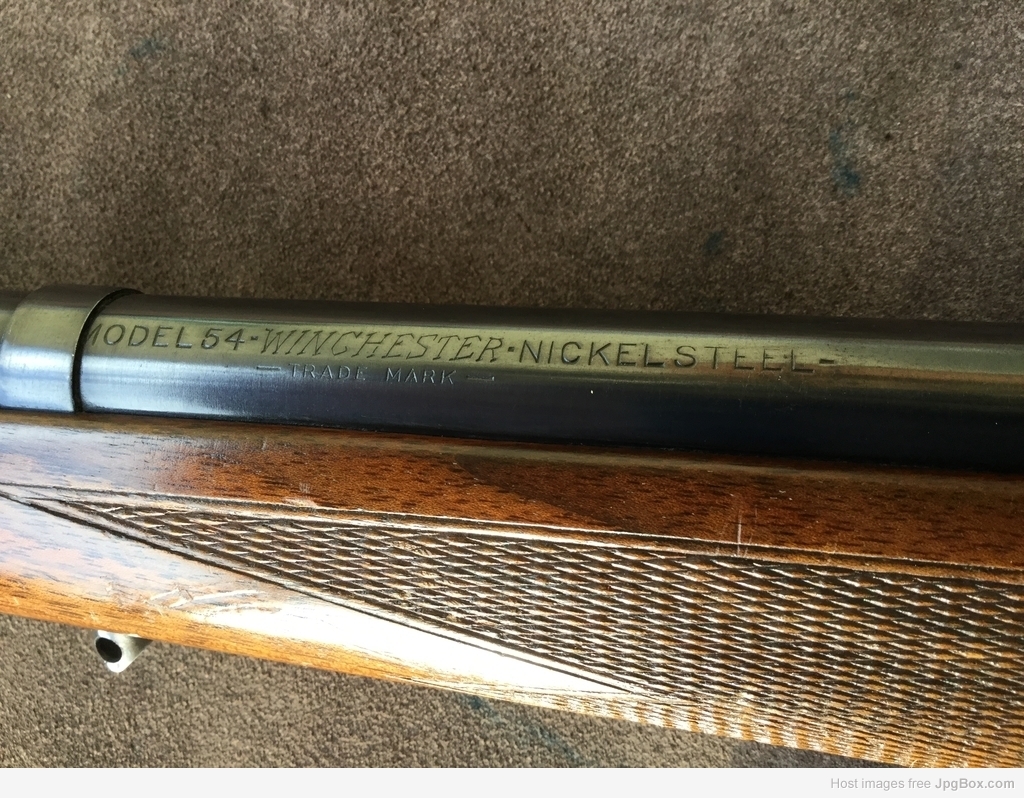 MODEL 54-WINCHESTER-NICKEL STEEL-
—TRADE MARK—
Host images free JpgBox.com